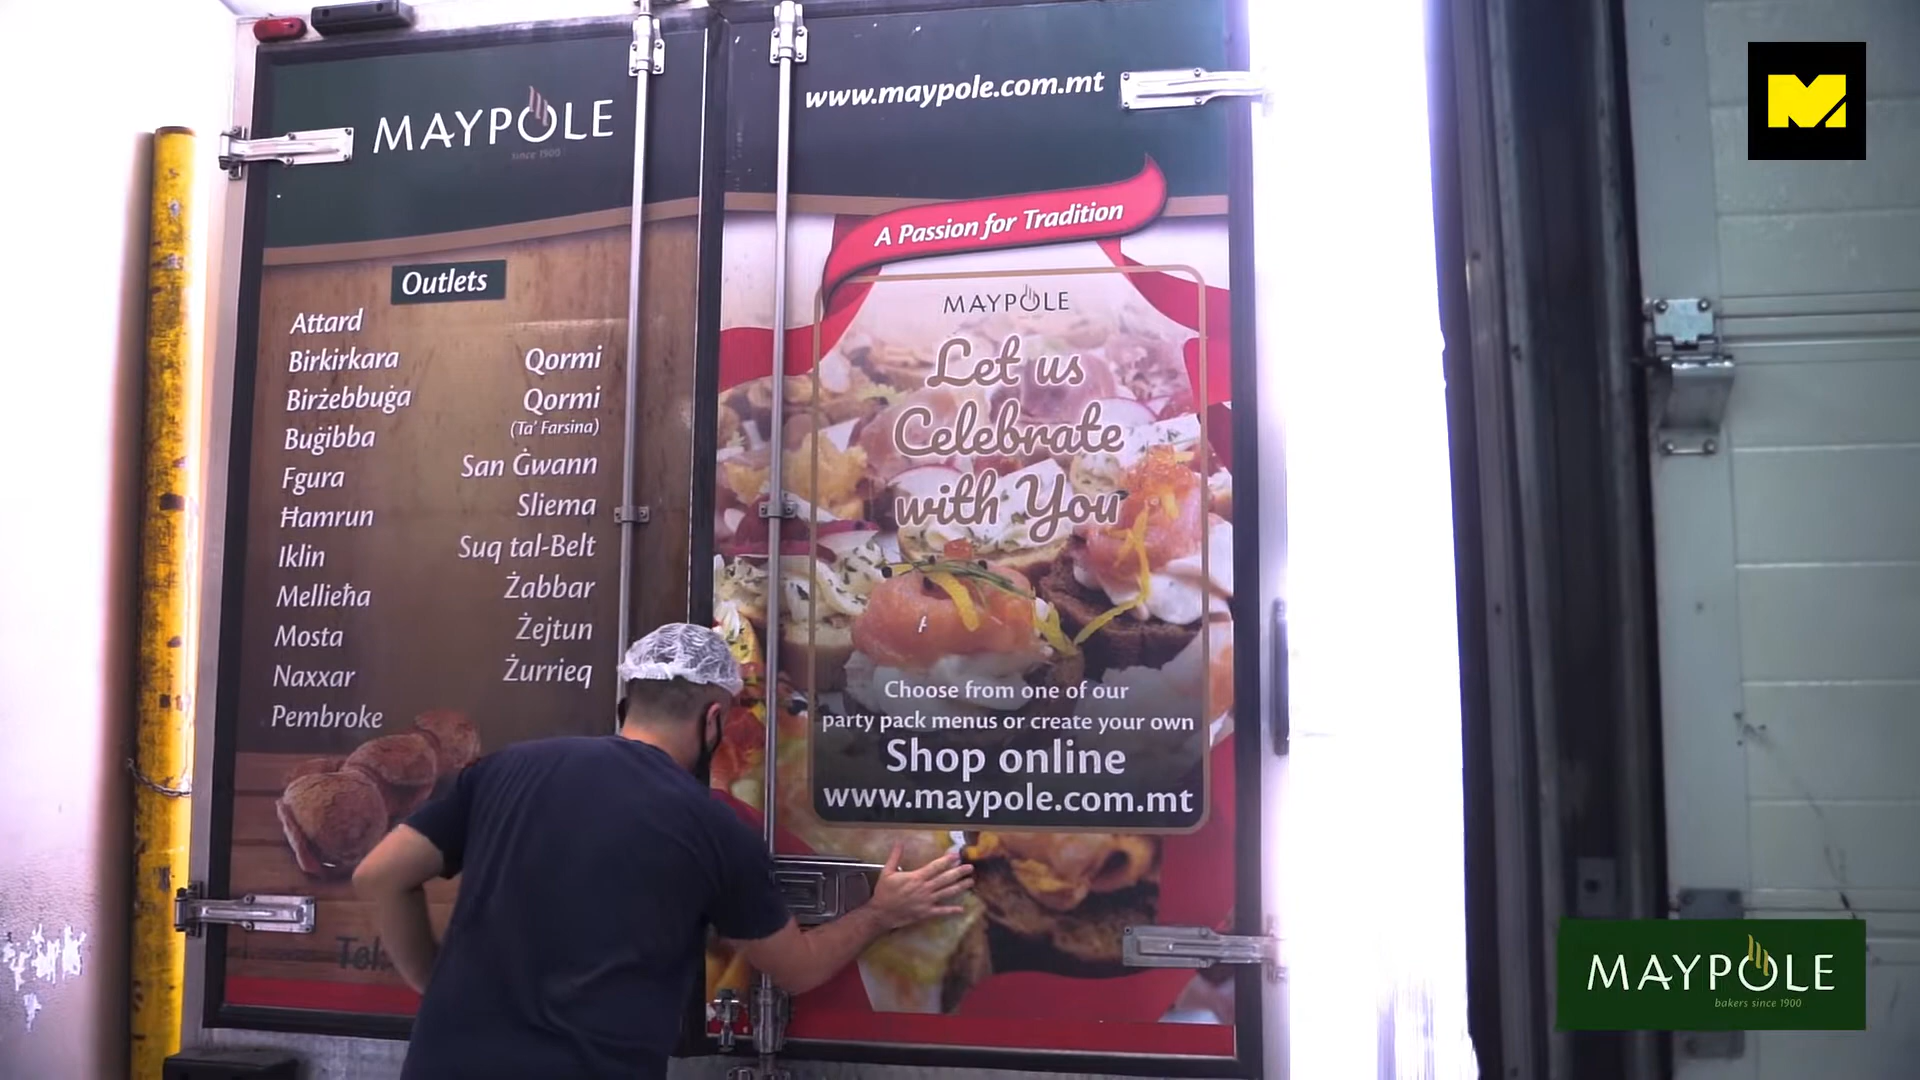 MAYPOLE
since 1900
www.maypole.com.mt
A Passion for Tradition
Outlets
Attard
Birkirkara
Birżebbuġa
Buġibba
Fgura
Ħamrun
Iklin
Mellieħa
Mosta
Naxxar
Pembroke
Qormi
Qormi
(Ta' Farsina)
San Ġwann
Sliema
Suq tal-Belt
Żabbar
Żejtun
Żurrieq
Tel:
MAYPOLE
Let us
Celebrate
with You
Choose from one of our
party pack menus or create your own
Shop online
www.maypole.com.mt
M
MAYPOLE
bakers since 1900